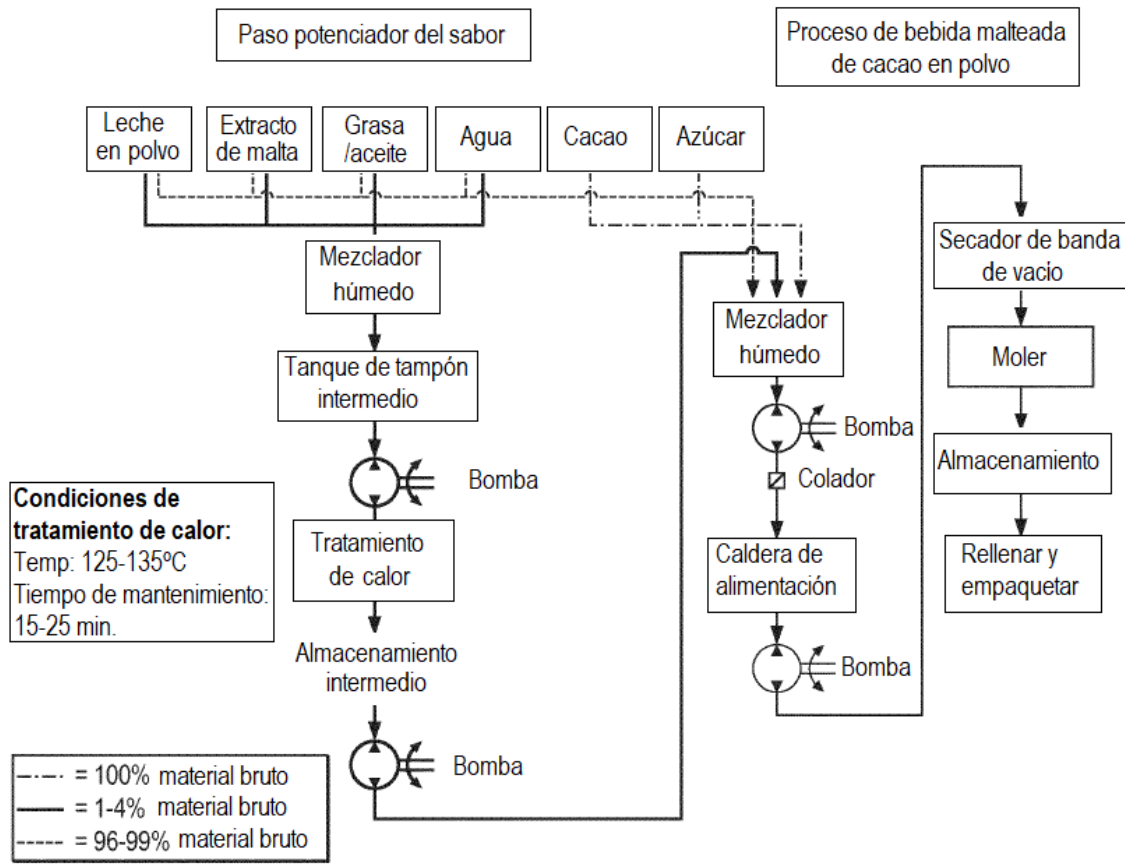 Paso potenciador del sabor
Proceso de bebida malteada
de cacao en polvo
Leche
en polvo
Extracto
de malta
Grasa
/aceite
Agua
Cacao
Azúcar
Mezclador
húmedo
Tanque de tampón
intermedio
Bomba
Condiciones de
tratamiento de calor:
Temp: 125-135ºC
Tiempo de mantenimiento:
15-25 min.
Tratamiento
de calor
Almacenamiento
intermedio
Bomba
= 100% material bruto
= 1-4% material bruto
= 96-99% material bruto
Mezclador
húmedo
Bomba
Colador
Caldera de
alimentación
Bomba
Secador de banda
de vacío
Moler
Almacenamiento
Rellenar y
empaquetar